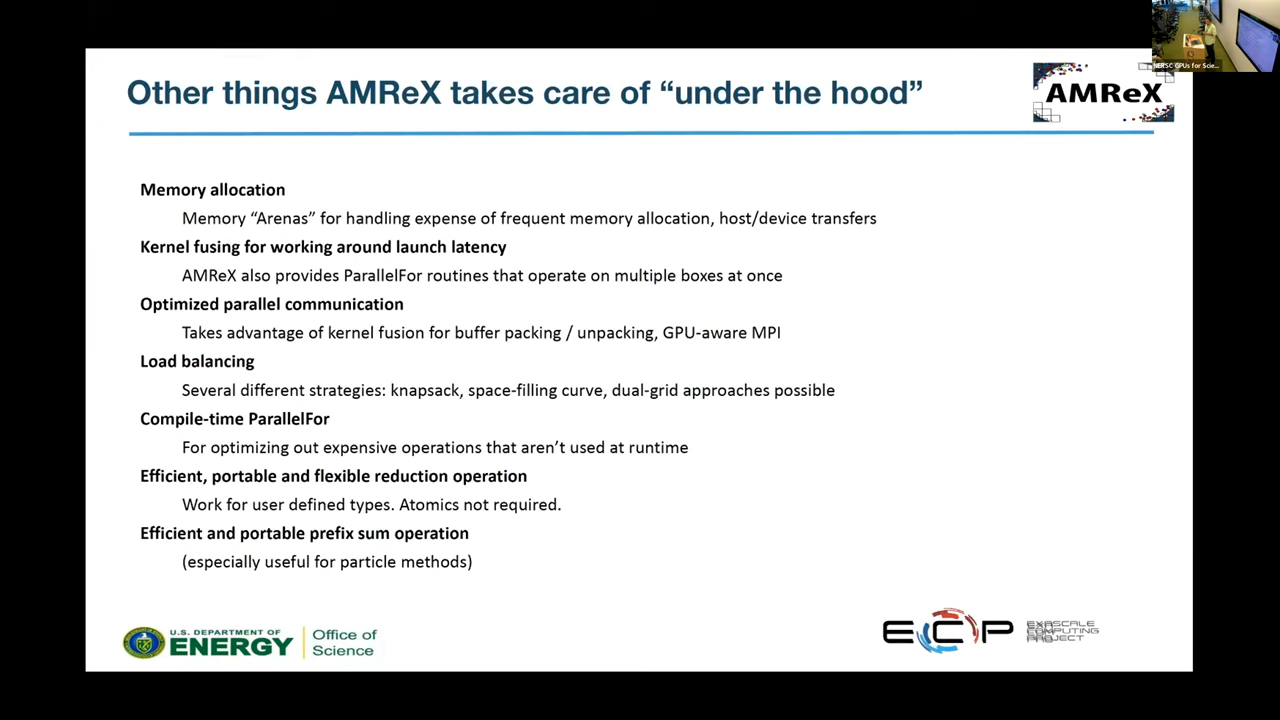 NERSC GPUs for Scie...
Other things AMReX takes care of “under the hood”
AMReX
Memory allocation
Memory “Arenas” for handling expense of frequent memory allocation, host/device transfers
Kernel fusing for working around launch latency
AMReX also provides ParallelFor routines that operate on multiple boxes at once
Optimized parallel communication
Takes advantage of kernel fusion for buffer packing / unpacking, GPU-aware MPI
Load balancing
Several different strategies: knapsack, space-filling curve, dual-grid approaches possible
Compile-time ParallelFor
For optimizing out expensive operations that aren’t used at runtime
Efficient, portable and flexible reduction operation
Work for user defined types. Atomics not required.
Efficient and portable prefix sum operation
(especially useful for particle methods)
U.S. DEPARTMENT OF
ENERGY
Office of
Science
ECP
EXASCALE
COMPUTING
PROJECT